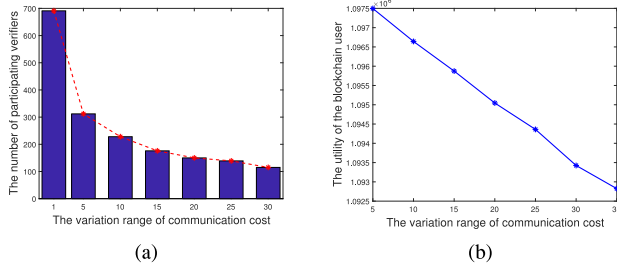 The number of participating verifiers
700
600
500
400
300
200
100
0
1 5 10 15 20 25 30
The variation range of communication cost
(a)
The utility of the blockchain user
1.0975
1.097
1.0965
1.096
1.0955
1.095
1.0945
1.094
1.0935
1.093
1.0925
5 10 15 20 25 30
The variation range of communication cost
(b)